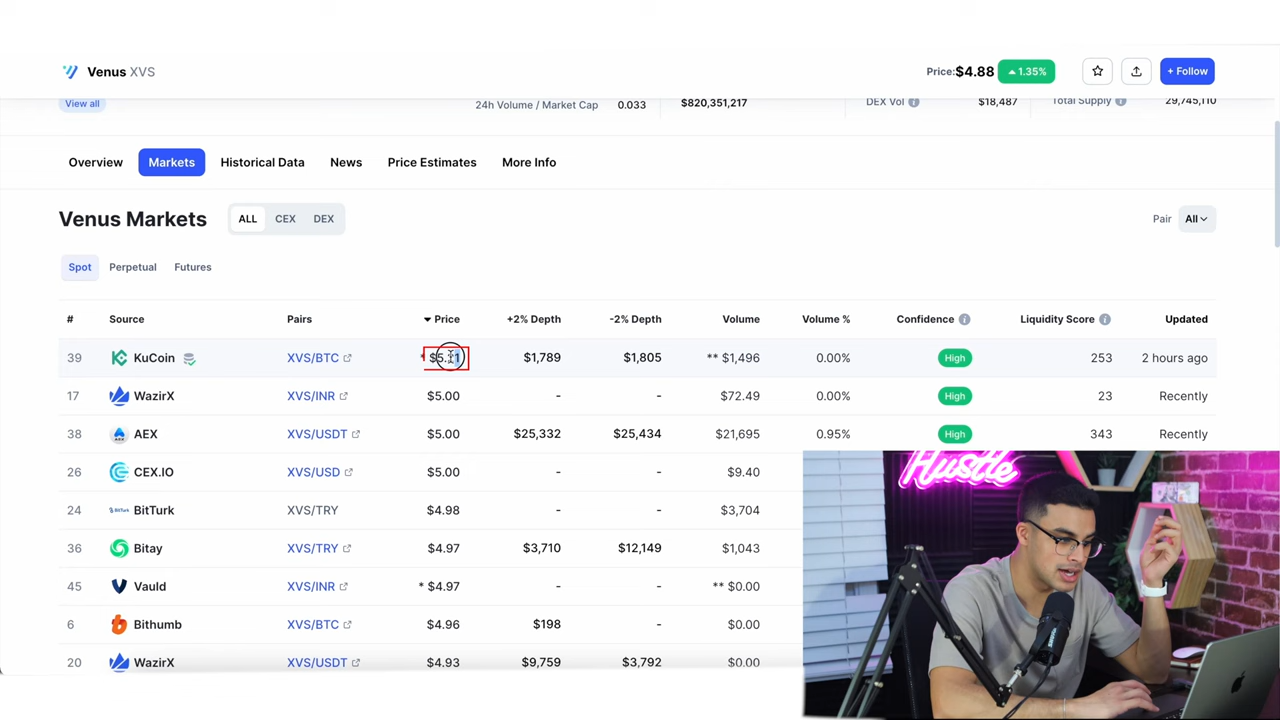 Venus XVS
Price: $4.88 1.35% + Follow
View all
24h Volume / Market Cap 0.033
$820,351,217
DEX Vol $18,487
Total Supply 29,745,110
Overview Markets Historical Data News Price Estimates More Info
Venus Markets ALL CEX DEX Pair All
Spot Perpetual Futures
# Source Pairs Price +2% Depth -2% Depth Volume Volume % Confidence Liquidity Score Updated
39 KuCoin XVS/BTC $1,789 $1,805 ** $1,496 0.00% High 253 2 hours ago
17 WazirX XVS/INR $5.00 - - $72.49 0.00% High 23 Recently
38 AEX XVS/USDT $5.00 $25,332 $25,434 $21,695 0.95% High 343 Recently
26 CEX.IO XVS/USD $5.00 - - $9.40
24 BitTurk XVS/TRY $4.98 - - $3,704
36 Bitay XVS/TRY $4.97 $3,710 $12,149 $1,043
45 Vauld XVS/INR * $4.97 - - ** $0.00
6 Bithumb XVS/BTC $4.96 $198 - $0.00
20 WazirX XVS/USDT $4.93 $9,759 $3,792 $0.00
Hustle